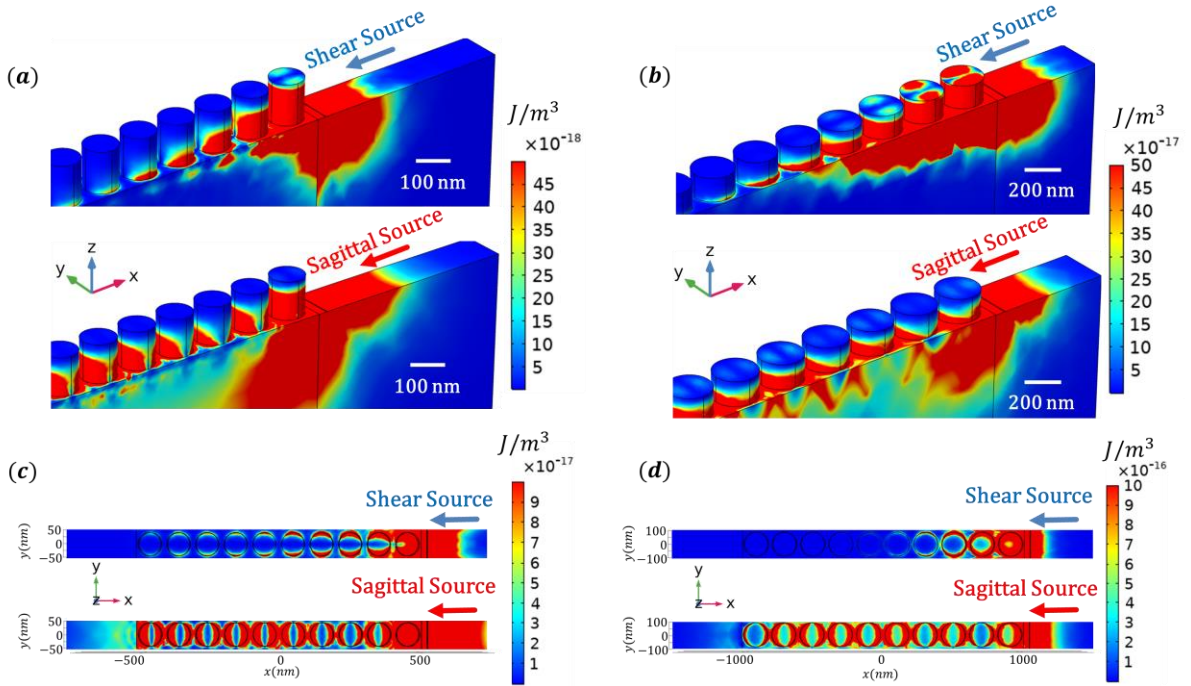 (a)
Shear Source
J/m³
×10⁻¹⁸
45
40
35
30
25
20
15
10
5
100 nm
Sagittal Source
z
y
x
100 nm
(b)
Shear Source
J/m³
×10⁻¹⁷
50
45
40
35
30
25
20
15
10
5
0
200 nm
Sagittal Source
z
y
x
200 nm
(c)
J/m³
×10⁻¹⁷
9
8
7
6
5
4
3
2
1
Shear Source
y(nm)
50
0
−50
y
z
x
Sagittal Source
y(nm)
50
0
−50
−500
0
500
x(nm)
(d)
J/m³
×10⁻¹⁶
10
9
8
7
6
5
4
3
2
1
Shear Source
y(nm)
100
0
−100
y
z
x
Sagittal Source
y(nm)
100
0
−100
−1000
0
1000
x(nm)